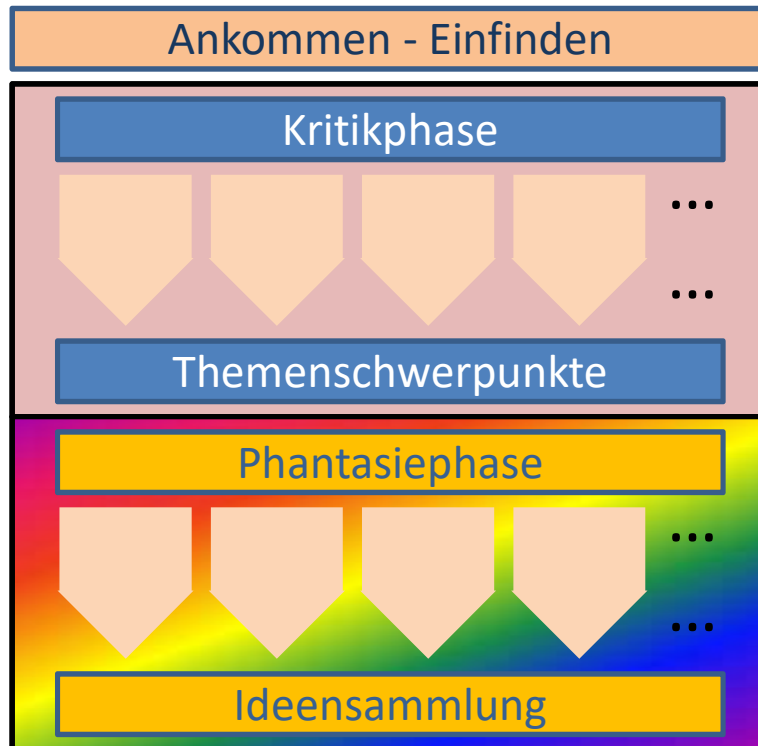 Ankommen - Einfinden
Kritikphase
...
...
Themenschwerpunkte
Phantasiephase
...
...
Ideensammlung